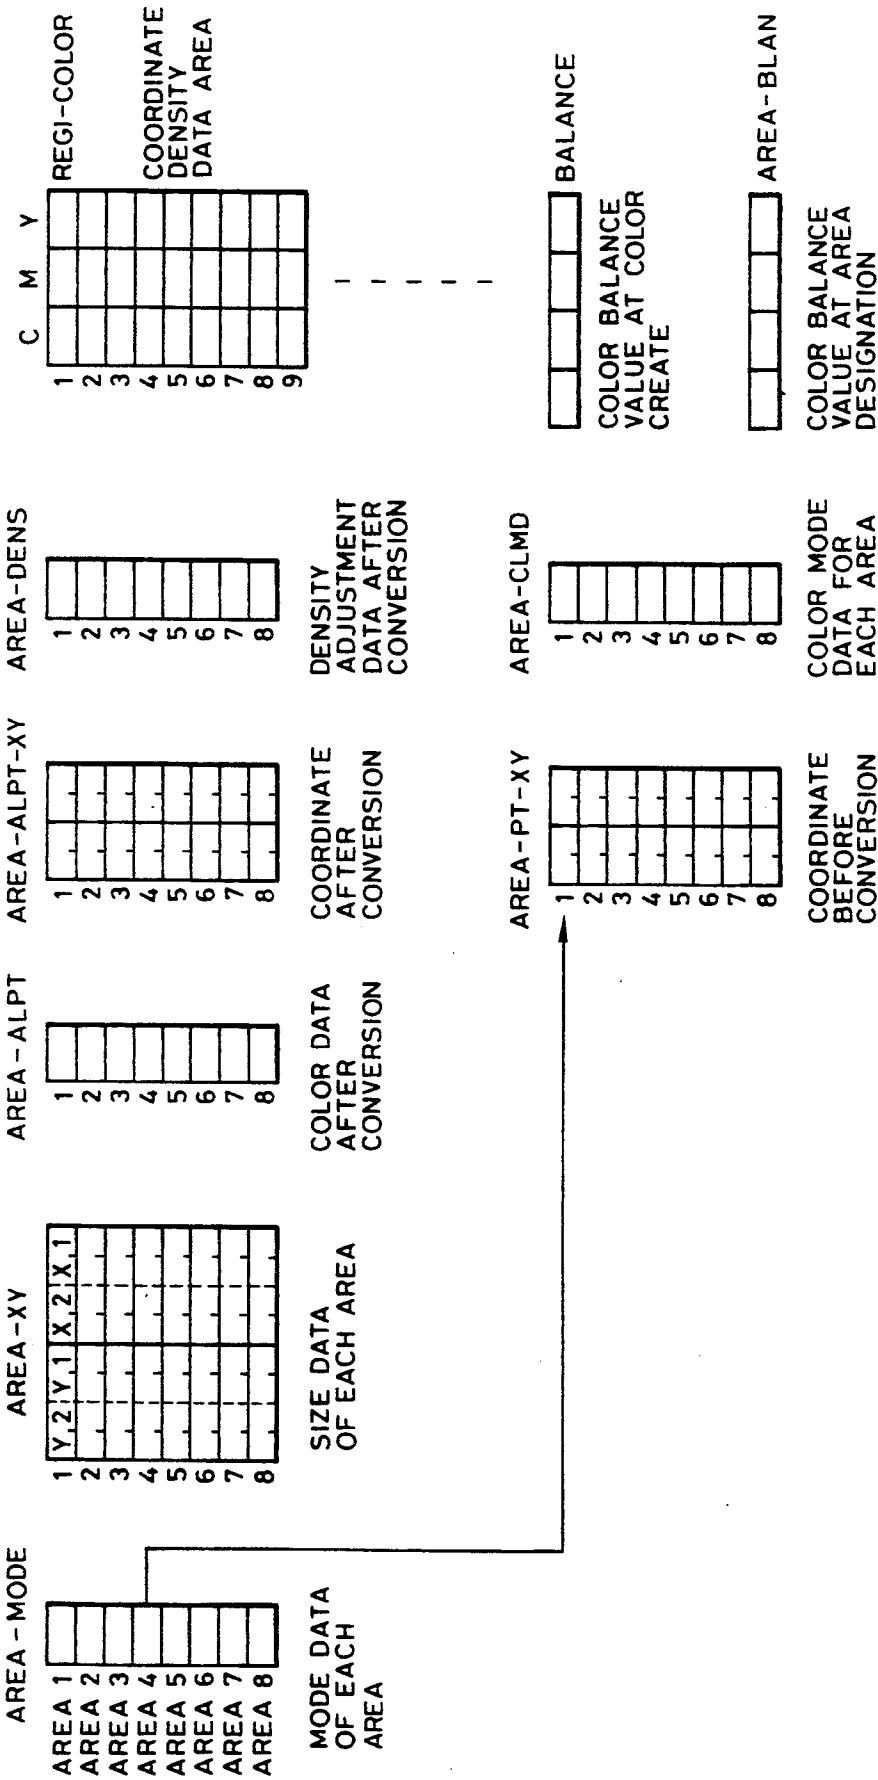 AREA-MODE
AREA 1
AREA 2
AREA 3
AREA 4
AREA 5
AREA 6
AREA 7
AREA 8
MODE DATA
OF EACH
AREA
AREA-XY
1 Y,2 Y,1 X,2 X,1
2
3
4
5
6
7
8
SIZE DATA
OF EACH AREA
AREA-ALPT
1
2
3
4
5
6
7
8
COLOR DATA
AFTER
CONVERSION
AREA-ALPT-XY
1
2
3
4
5
6
7
8
COORDINATE
AFTER
CONVERSION
AREA-DENS
1
2
3
4
5
6
7
8
DENSITY
ADJUSTMENT
DATA AFTER
CONVERSION
C M Y
1
2
3
4
5
6
7
8
9
REGI-COLOR
COORDINATE
DENSITY
DATA AREA
AREA-PT-XY
1
2
3
4
5
6
7
8
COORDINATE
BEFORE
CONVERSION
AREA-CLMD
1
2
3
4
5
6
7
8
COLOR MODE
DATA FOR
EACH AREA
BALANCE
COLOR BALANCE
VALUE AT COLOR
CREATE
AREA-BLAN
COLOR BALANCE
VALUE AT AREA
DESIGNATION